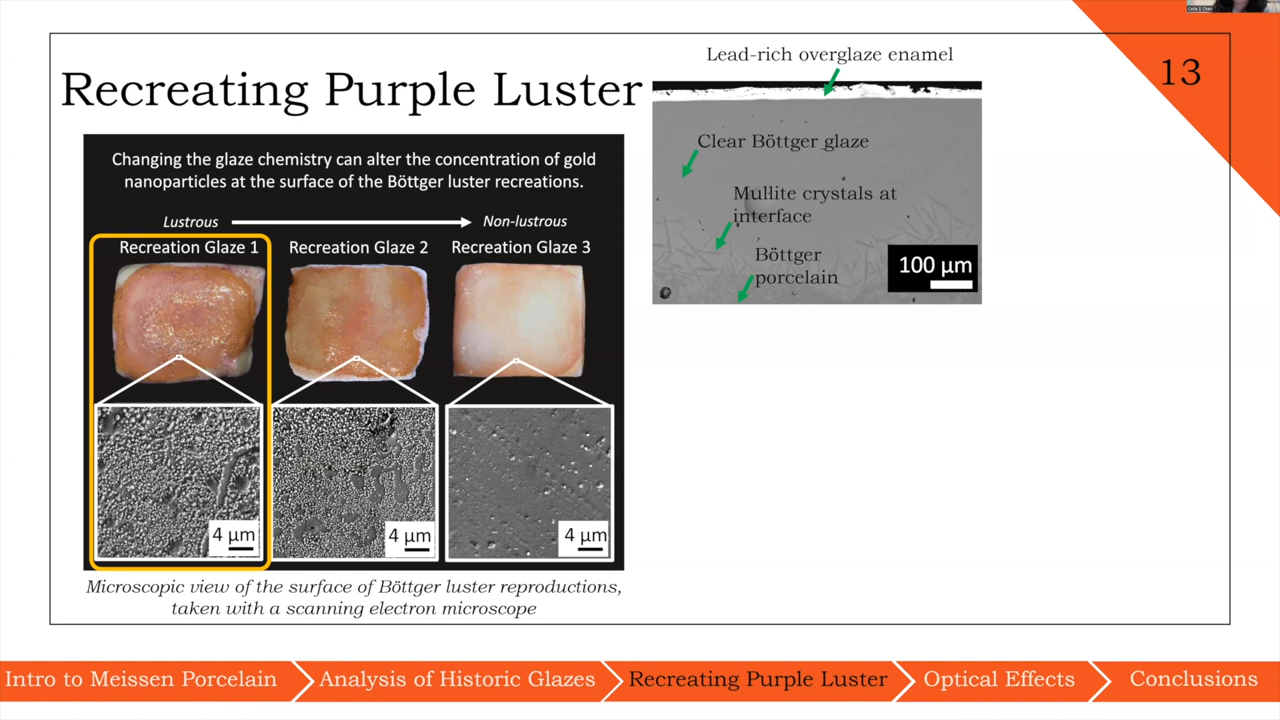 Celia S Chari
13
Recreating Purple Luster
Changing the glaze chemistry can alter the concentration of gold
nanoparticles at the surface of the Böttger luster recreations.
Lustrous
Non-lustrous
Recreation Glaze 1
Recreation Glaze 2
Recreation Glaze 3
4 µm
4 µm
4 µm
Microscopic view of the surface of Böttger luster reproductions,
taken with a scanning electron microscope
Lead-rich overglaze enamel
Clear Böttger glaze
Mullite crystals at
interface
Böttger
porcelain
100 µm
Intro to Meissen Porcelain
Analysis of Historic Glazes
Recreating Purple Luster
Optical Effects
Conclusions